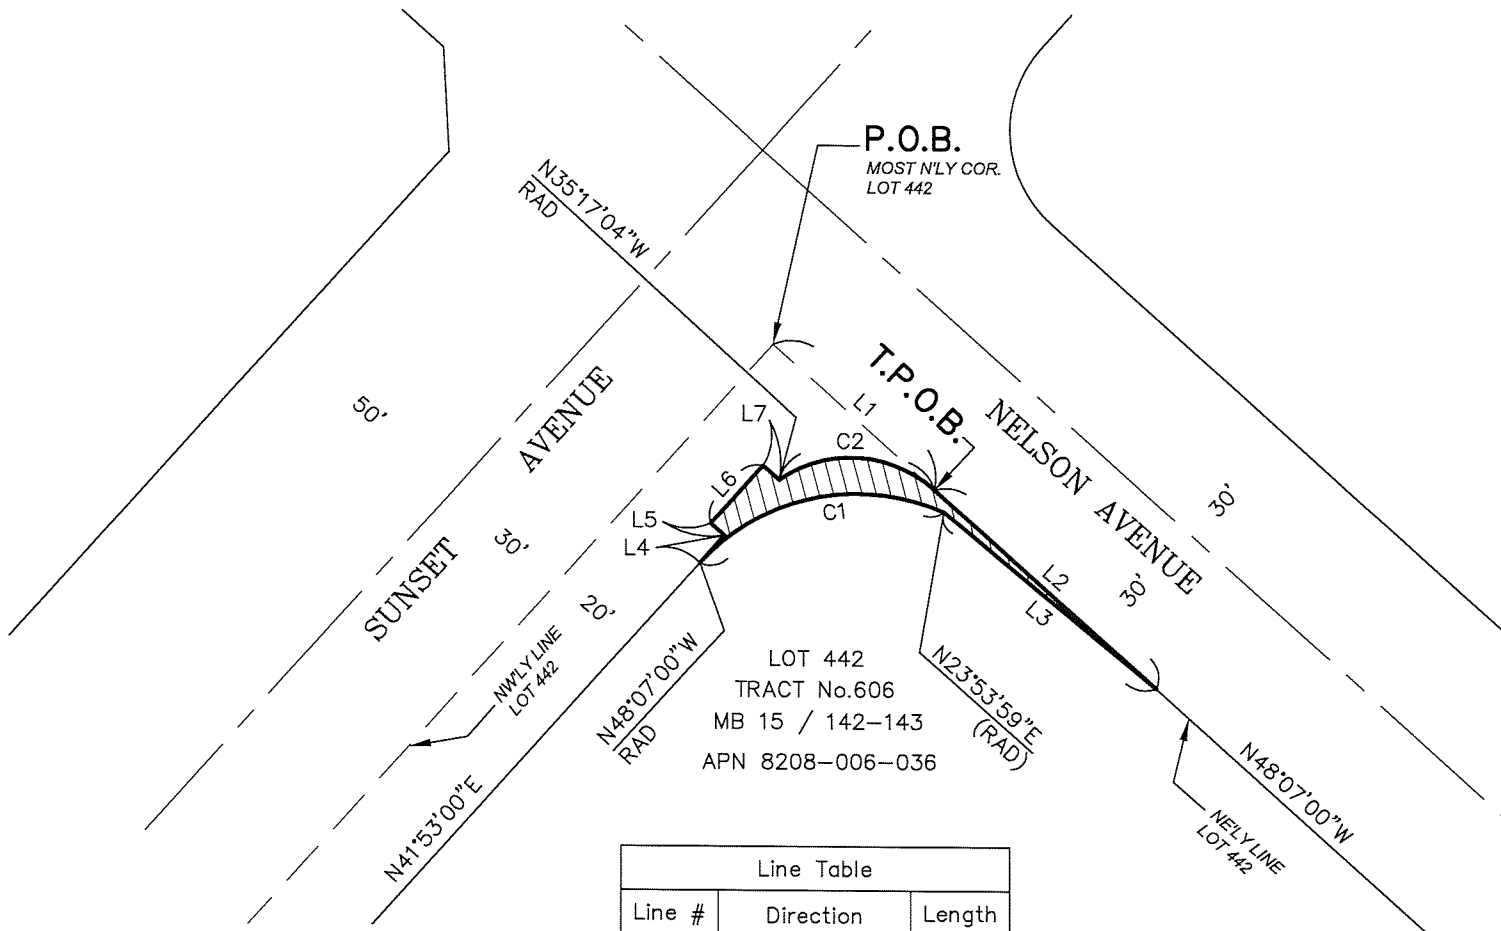 P.O.B.
MOST N'LY COR.
LOT 442
N35°17'04"W
RAD
T.P.O.B.
L1
L7
C2
L6
C1
L5
L4
L2
L3
50'
30'
20'
30'
30'
SUNSET AVENUE
NELSON AVENUE
NW'LY LINE
LOT 442
N41°53'00"E
N48°07'00"W
RAD
LOT 442
TRACT No.606
MB 15 / 142-143
APN 8208-006-036
N23°53'59"E
(RAD)
N48°07'00"W
NE'LY LINE
LOT 442
Line Table
Line # Direction Length